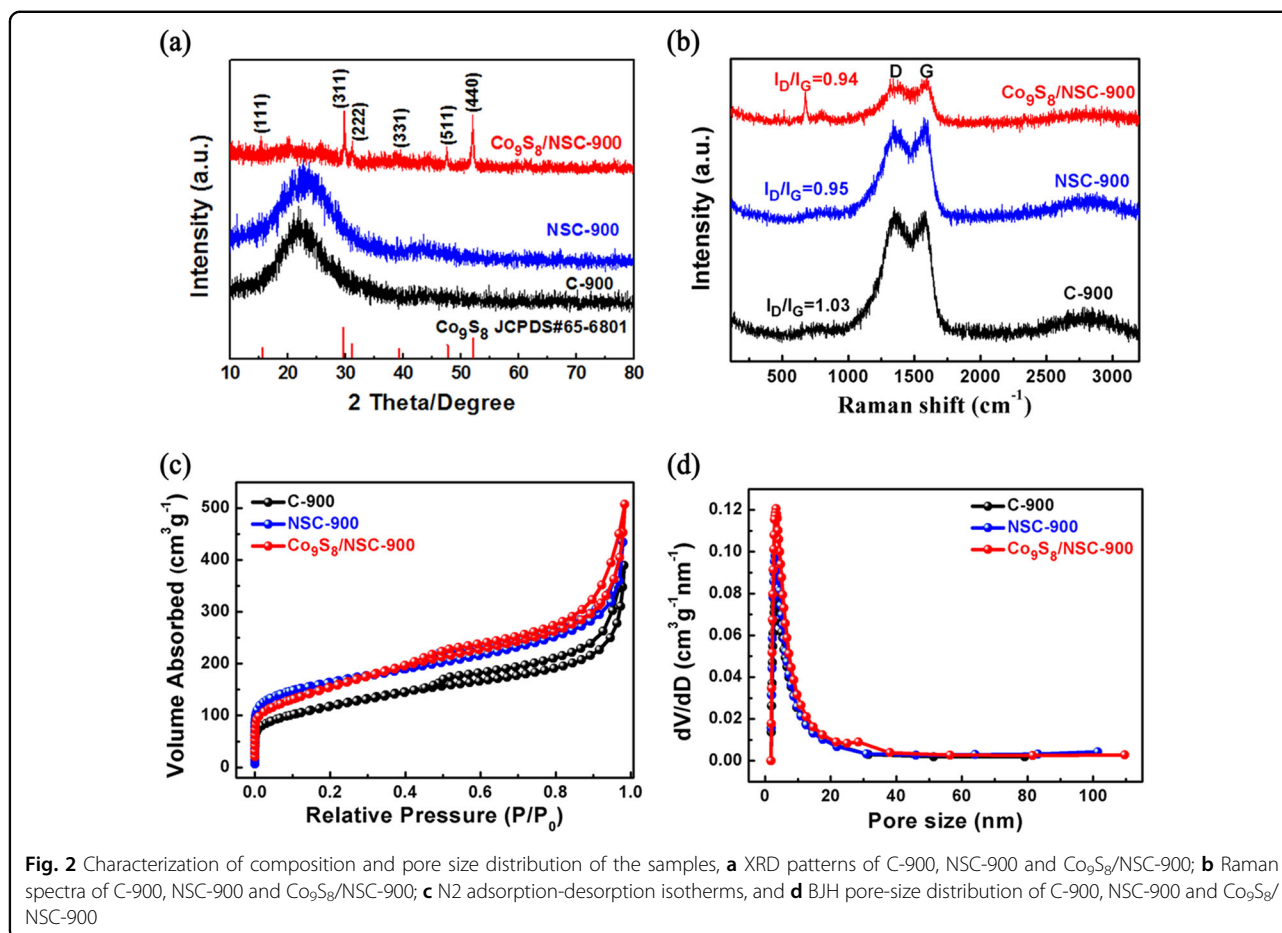 (a)
(111)
(311)
(222)
(331)
(511)
(440)
Co₉S₈/NSC-900
NSC-900
C-900
Co₉S₈ JCPDS#65-6801
Intensity (a.u.)
10 20 30 40 50 60 70 80
2 Theta/Degree
(b)
I_D/I_G=0.94
D G
Co₉S₈/NSC-900
I_D/I_G=0.95
NSC-900
I_D/I_G=1.03
C-900
Intensity (a.u.)
500 1000 1500 2000 2500 3000
Raman shift (cm⁻¹)
(c)
C-900
NSC-900
Co₉S₈/NSC-900
Volume Absorbed (cm³g⁻¹)
500
400
300
200
100
0
0.0 0.2 0.4 0.6 0.8 1.0
Relative Pressure (P/P₀)
(d)
C-900
NSC-900
Co₉S₈/NSC-900
dV/dD (cm³g⁻¹nm⁻¹)
0.12
0.10
0.08
0.06
0.04
0.02
0.00
0 20 40 60 80 100
Pore size (nm)
Fig. 2 Characterization of composition and pore size distribution of the samples, a XRD patterns of C-900, NSC-900 and Co₉S₈/NSC-900; b Raman
spectra of C-900, NSC-900 and Co₉S₈/NSC-900; c N2 adsorption-desorption isotherms, and d BJH pore-size distribution of C-900, NSC-900 and Co₉S₈/
NSC-900